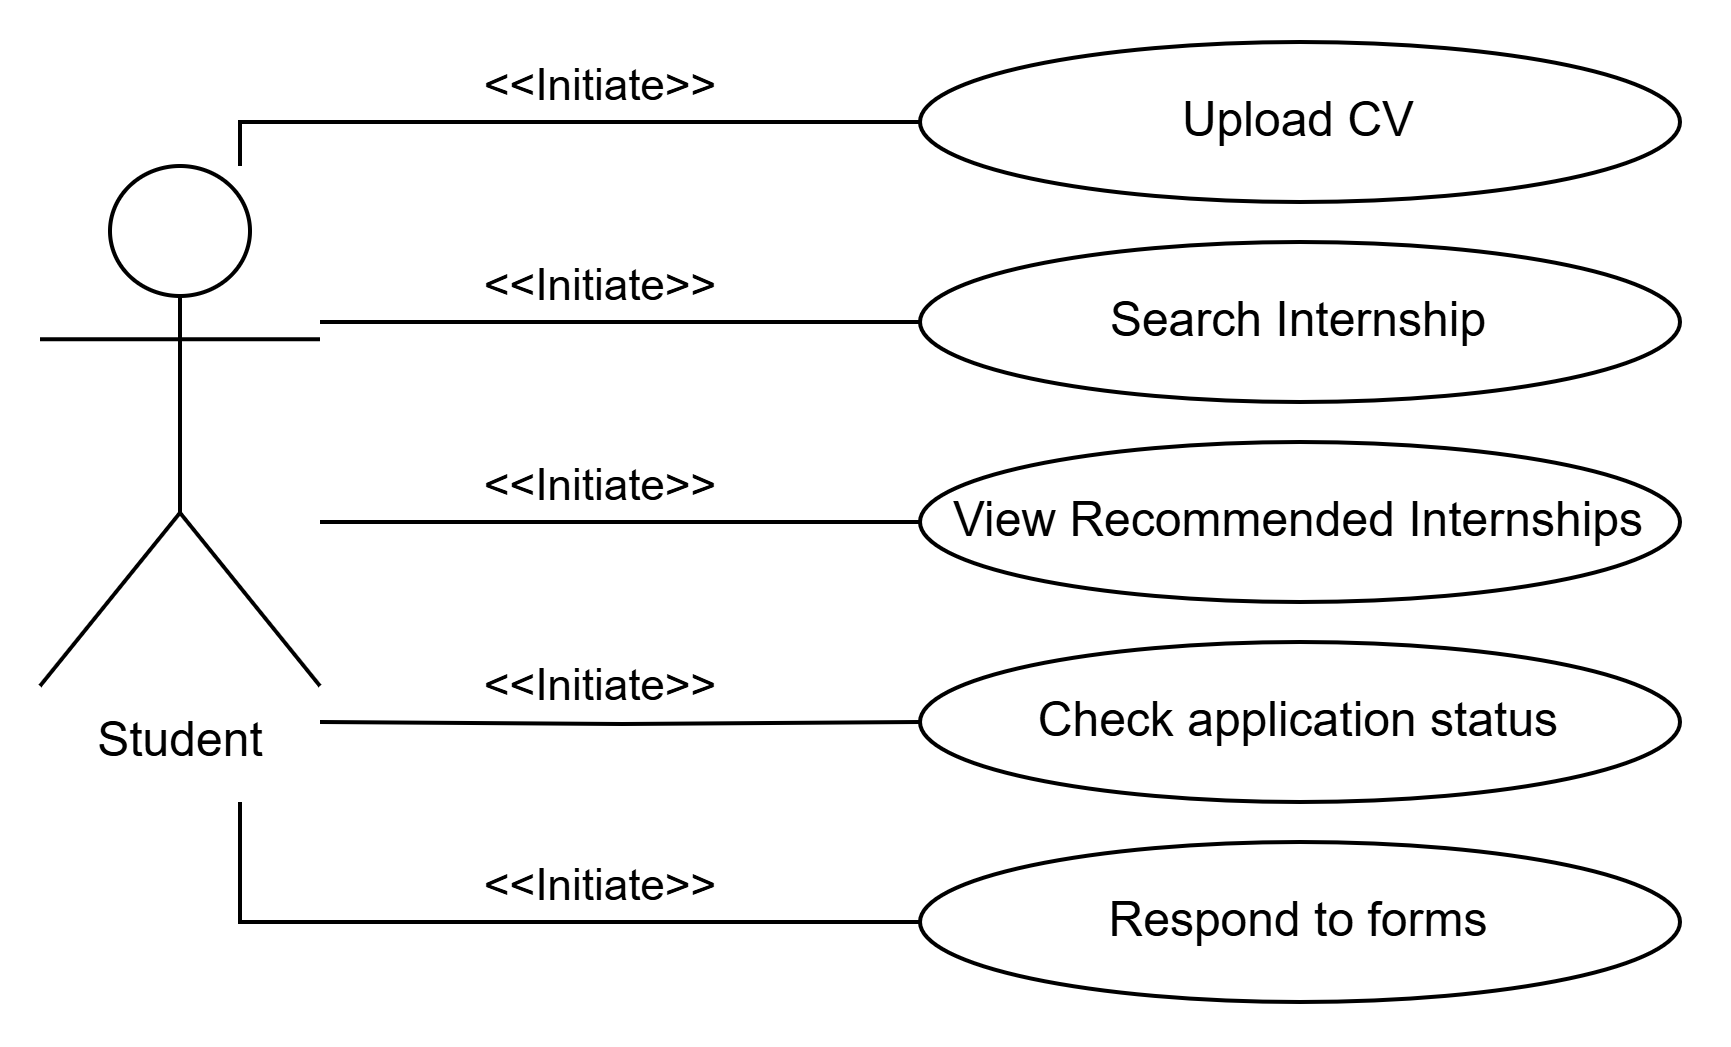 <<Initiate>>
Upload CV
<<Initiate>>
Search Internship
<<Initiate>>
View Recommended Internships
<<Initiate>>
Check application status
Student
<<Initiate>>
Respond to forms